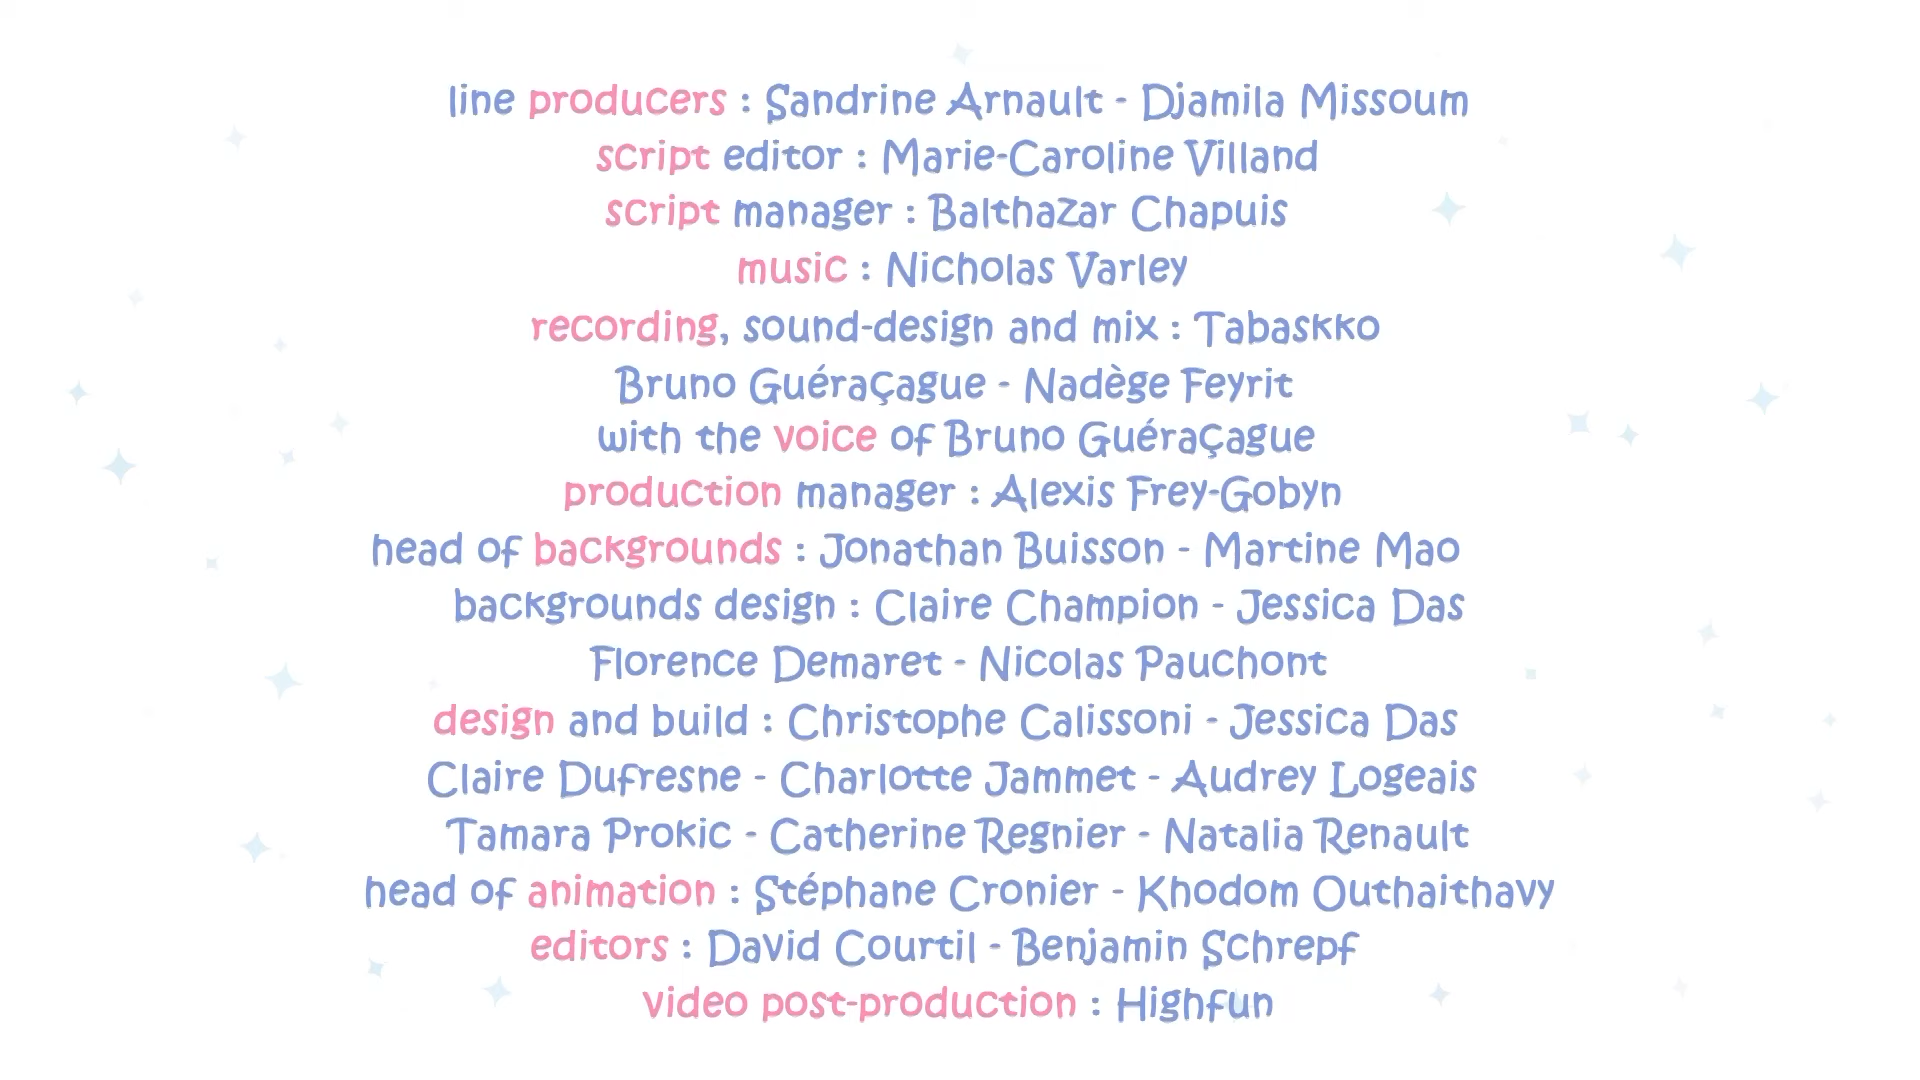 line producers : Sandrine Arnault - Djamila Missoum
script editor : Marie-Caroline Villand
script manager : Balthazar Chapuis
music : Nicholas Varley
recording, sound-design and mix : Tabaskko
Bruno Guéraçague - Nadège Feyrit
with the voice of Bruno Guéraçague
production manager : Alexis Frey-Gobyn
head of backgrounds : Jonathan Buisson - Martine Mao
backgrounds design : Claire Champion - Jessica Das
Florence Demaret - Nicolas Pauchont
design and build : Christophe Calissoni - Jessica Das
Claire Dufresne - Charlotte Jammet - Audrey Logeais
Tamara Prokic - Catherine Regnier - Natalia Renault
head of animation : Stéphane Cronier - Khodom Outhaithavy
editors : David Courtil - Benjamin Schrepf
video post-production : Highfun